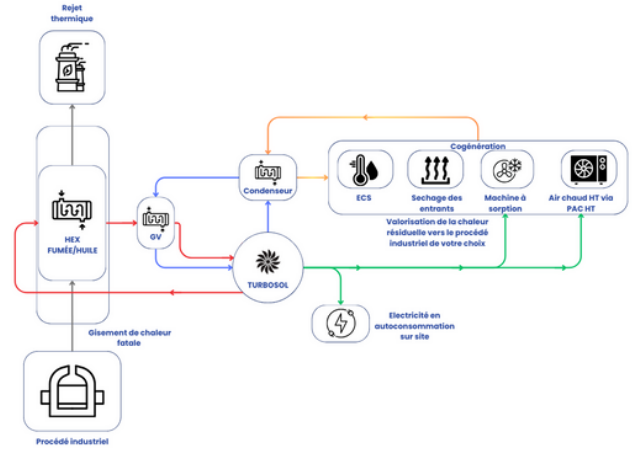 Rejet
thermique
Cogénération
Condenseur
ECS
Sechage des
entrants
Machine à
sorption
Air chaud HT via
PAC HT
Valorisation de la chaleur
résiduelle vers le procédé
industriel de votre choix
HEX
FUMÉE/HUILE
GV
TURBOSOL
Electricité en
autoconsommation
sur site
Gisement de chaleur
fatale
Procédé industriel